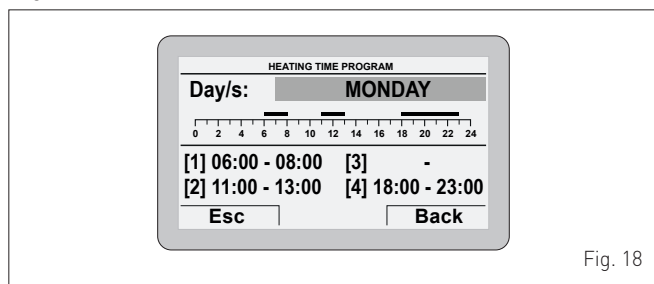 HEATING TIME PROGRAM
Day/s: MONDAY
0 2 4 6 8 10 12 14 16 18 20 22 24
[1] 06:00 - 08:00 [3] -
[2] 11:00 - 13:00 [4] 18:00 - 23:00
Esc Back
Fig. 18